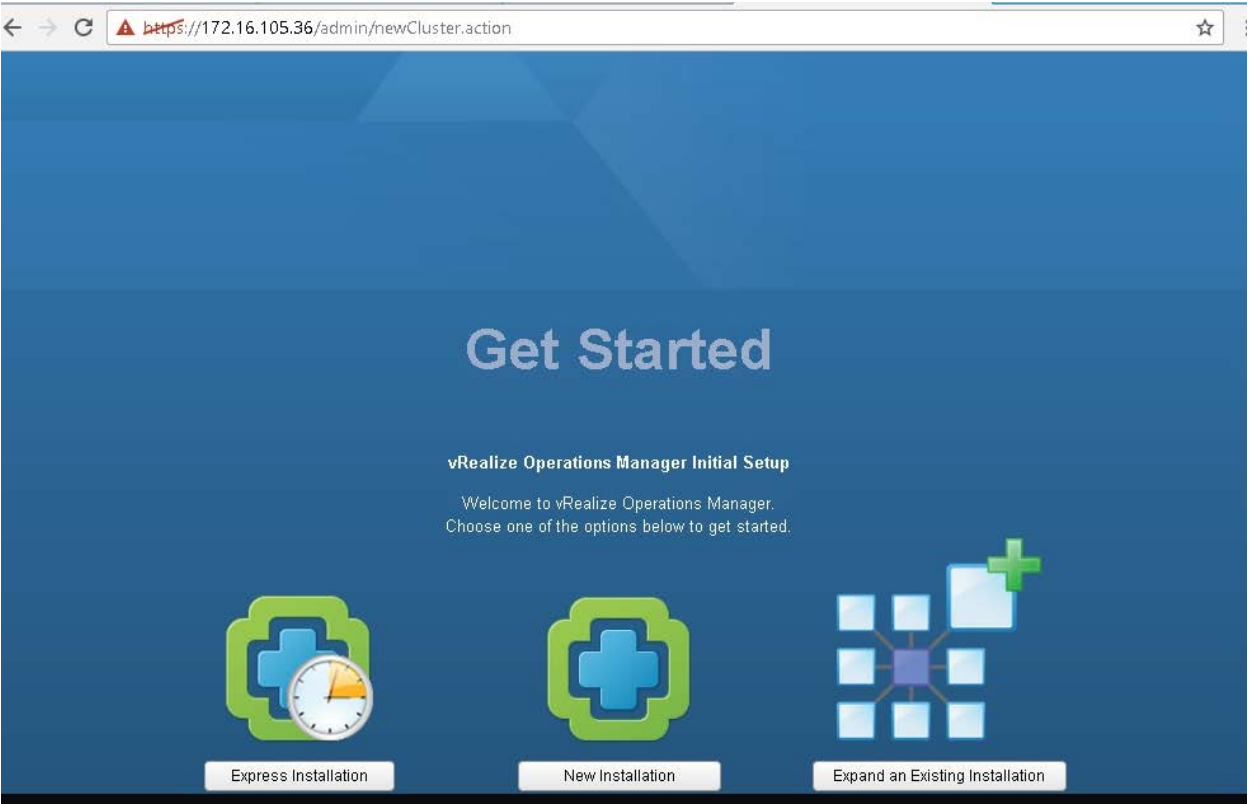 https://172.16.105.36/admin/newCluster.action
Get Started
vRealize Operations Manager Initial Setup
Welcome to vRealize Operations Manager.
Choose one of the options below to get started.
Express Installation
New Installation
Expand an Existing Installation